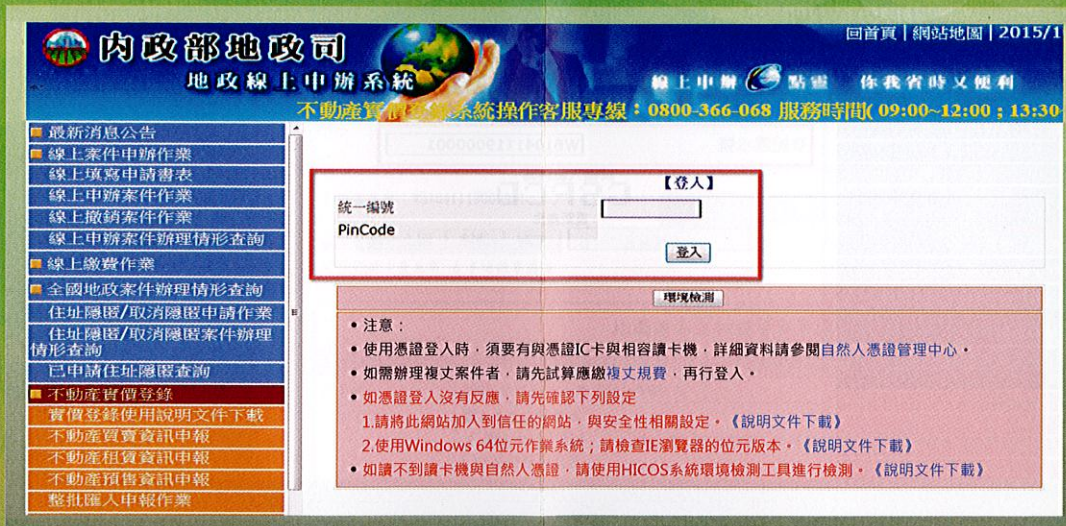 回首頁 | 網站地圖 | 2015/1
內政部地政司
地政線上申辦系統
線上申辦 點靈 你我省時又便利
不動產實價登錄系統操作客服專線：0800-366-068 服務時間( 09:00~12:00 ; 13:30
最新消息公告
線上案件申辦作業
線上填寫申請書表
線上申辦案件作業
線上撤銷案件作業
線上申辦案件辦理情形查詢
線上繳費作業
全國地政案件辦理情形查詢
住址隱匿/取消隱匿申請作業
住址隱匿/取消隱匿案件辦理
情形查詢
已申請住址隱匿查詢
不動產實價登錄
實價登錄使用說明文件下載
不動產買賣資訊申報
不動產租賃資訊申報
不動產預售資訊申報
整批匯入申報作業
【登入】
統一編號
PinCode
登入
環境檢測
• 注意：
• 使用憑證登入時，須要有與憑證IC卡與相容讀卡機，詳細資料請參閱自然人憑證管理中心。
• 如需辦理複丈案件者，請先試算應繳複丈規費，再行登入。
• 如憑證登入沒有反應，請先確認下列設定
1.請將此網站加入到信任的網站，與安全性相關設定。《說明文件下載》
2.使用Windows 64位元作業系統；請檢查IE瀏覽器的位元版本。《說明文件下載》
• 如讀不到讀卡機與自然人憑證，請使用HICOS系統環境檢測工具進行檢測。《說明文件下載》